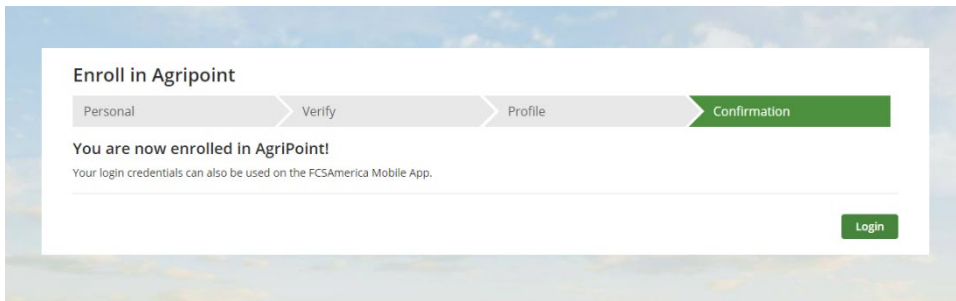 Enroll in Agripoint
Personal
Verify
Profile
Confirmation
You are now enrolled in AgriPoint!
Your login credentials can also be used on the FCSAmerica Mobile App.
Login